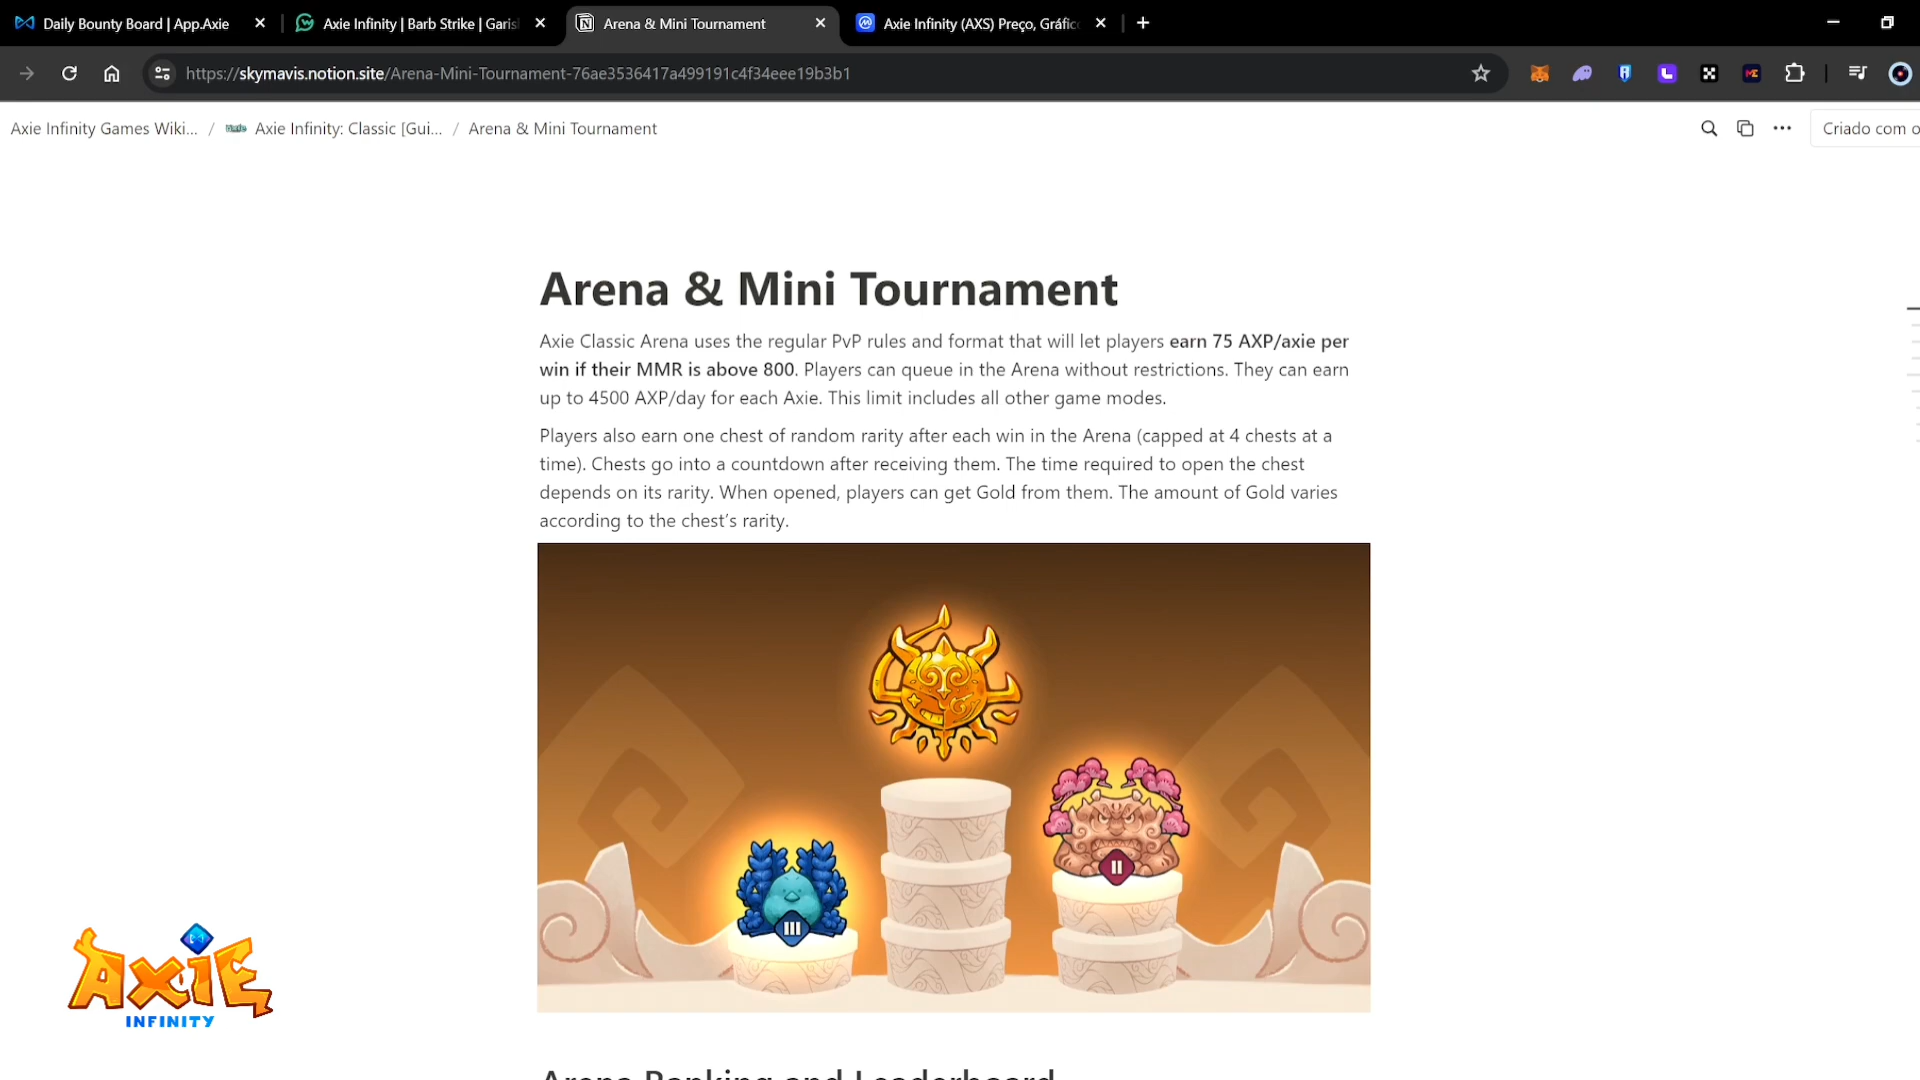 Daily Bounty Board | App.Axie
Axie Infinity | Barb Strike | Garis
Arena & Mini Tournament
Axie Infinity (AXS) Preço, Gráfic
https://skymavis.notion.site/Arena-Mini-Tournament-76ae3536417a499191c4f34eee19b3b1
Axie Infinity Games Wiki... / Axie Infinity: Classic [Gui... / Arena & Mini Tournament
Criado com o
Arena & Mini Tournament
Axie Classic Arena uses the regular PvP rules and format that will let players earn 75 AXP/axie per
win if their MMR is above 800. Players can queue in the Arena without restrictions. They can earn
up to 4500 AXP/day for each Axie. This limit includes all other game modes.
Players also earn one chest of random rarity after each win in the Arena (capped at 4 chests at a
time). Chests go into a countdown after receiving them. The time required to open the chest
depends on its rarity. When opened, players can get Gold from them. The amount of Gold varies
according to the chest’s rarity.
II
III
AXIE
INFINITY
Arena Ranking and Leaderboard